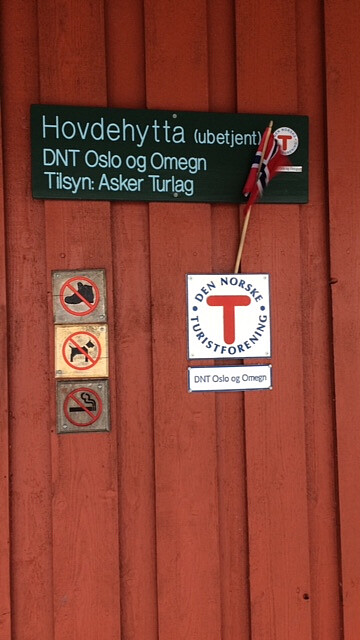 Hovdehytta (ubetjent)
DNT Oslo og Omegn
Tilsyn: Asker Turlag
T
DEN NORSKE
T
TURISTFORENING
DNT Oslo og Omegn